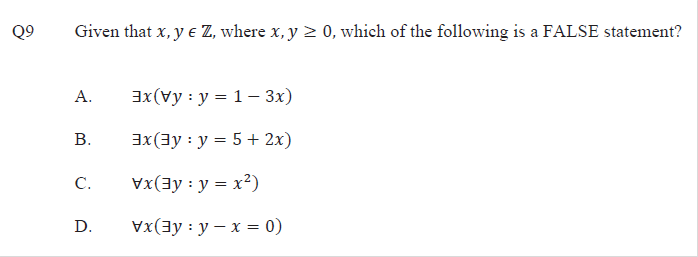 Q9 Given that x, y ϵ ℤ, where x, y ≥ 0, which of the following is a FALSE statement?
A. ∃x(∀y : y = 1 − 3x)
B. ∃x(∃y : y = 5 + 2x)
C. ∀x(∃y : y = x²)
D. ∀x(∃y : y − x = 0)